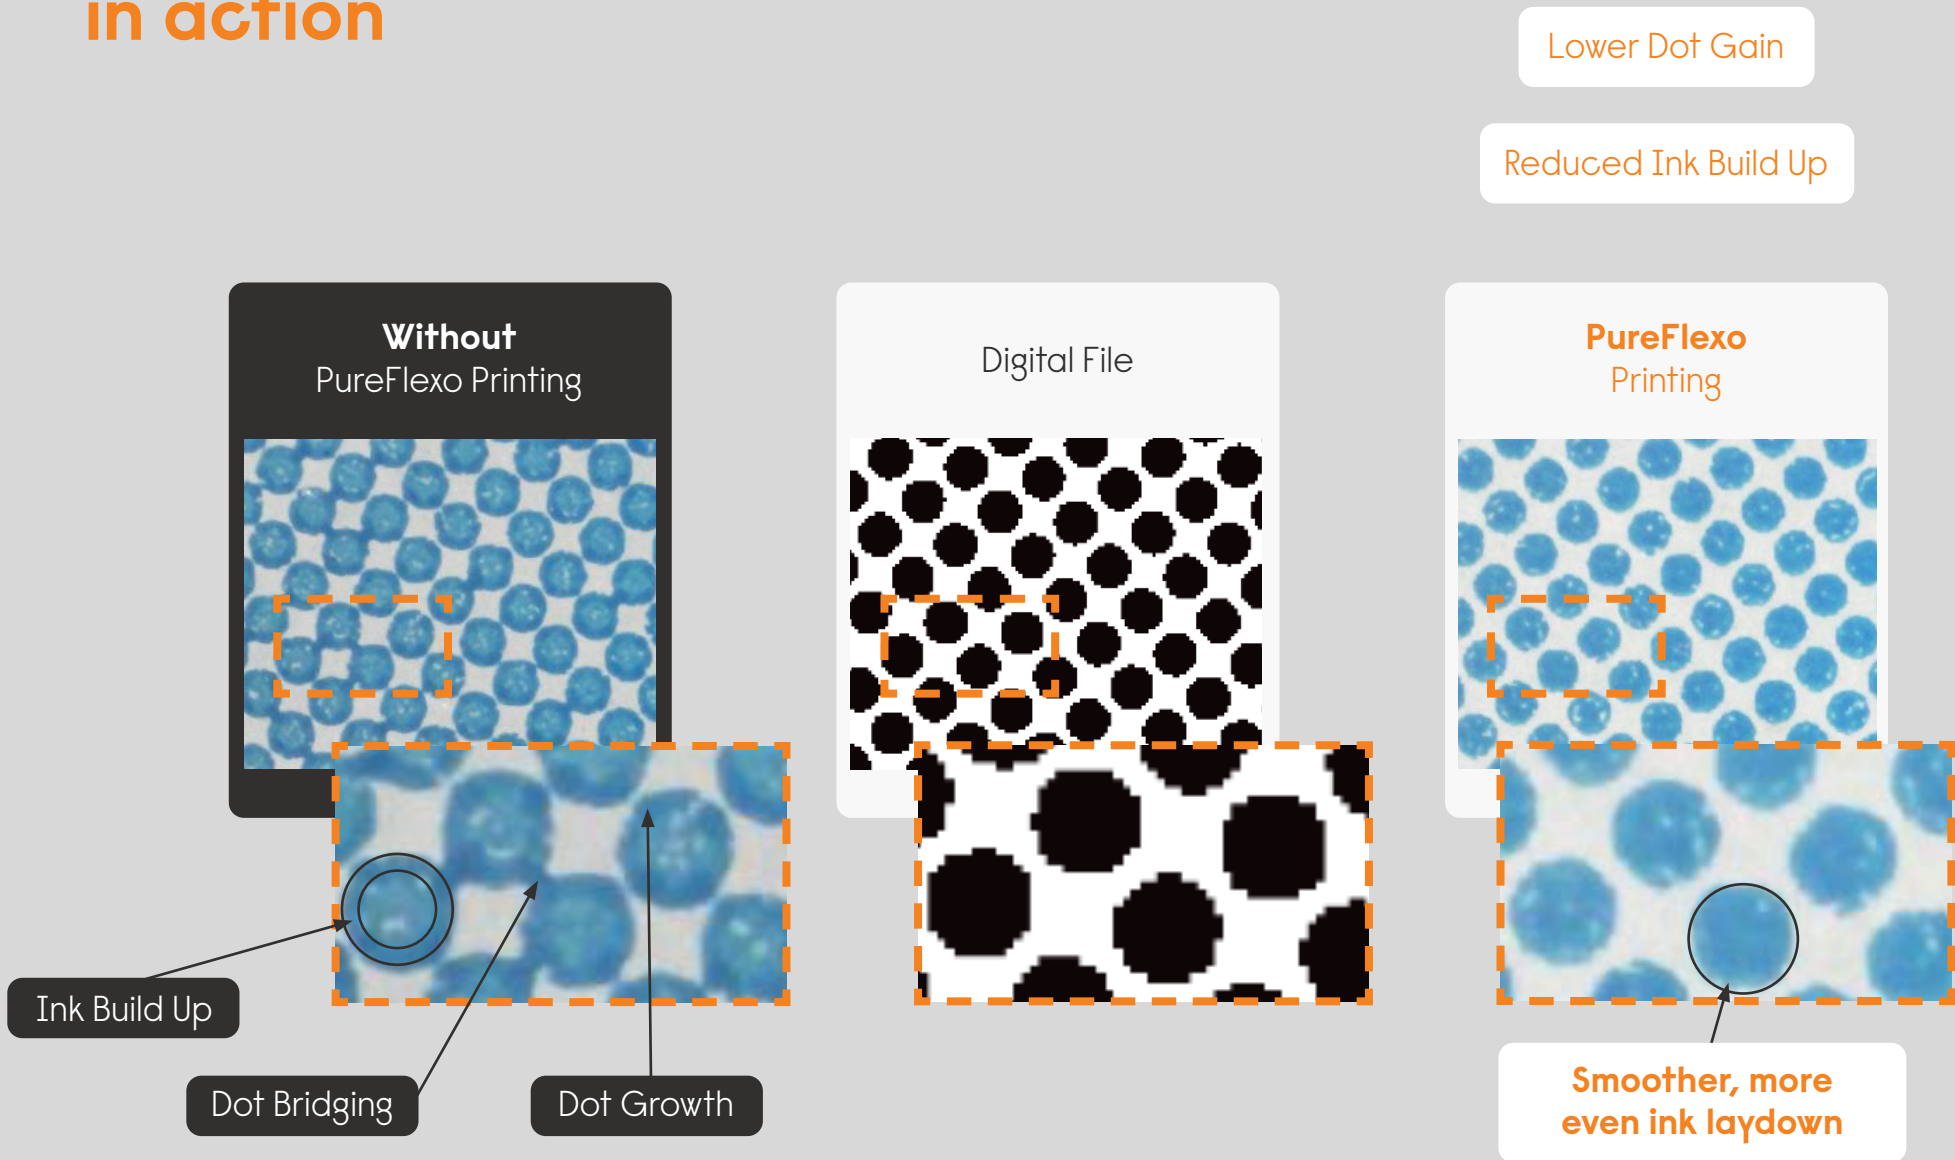 in action
Lower Dot Gain
Reduced Ink Build Up
Without
PureFlexo Printing
Digital File
PureFlexo
Printing
Ink Build Up
Dot Bridging
Dot Growth
Smoother, more
even ink laydown